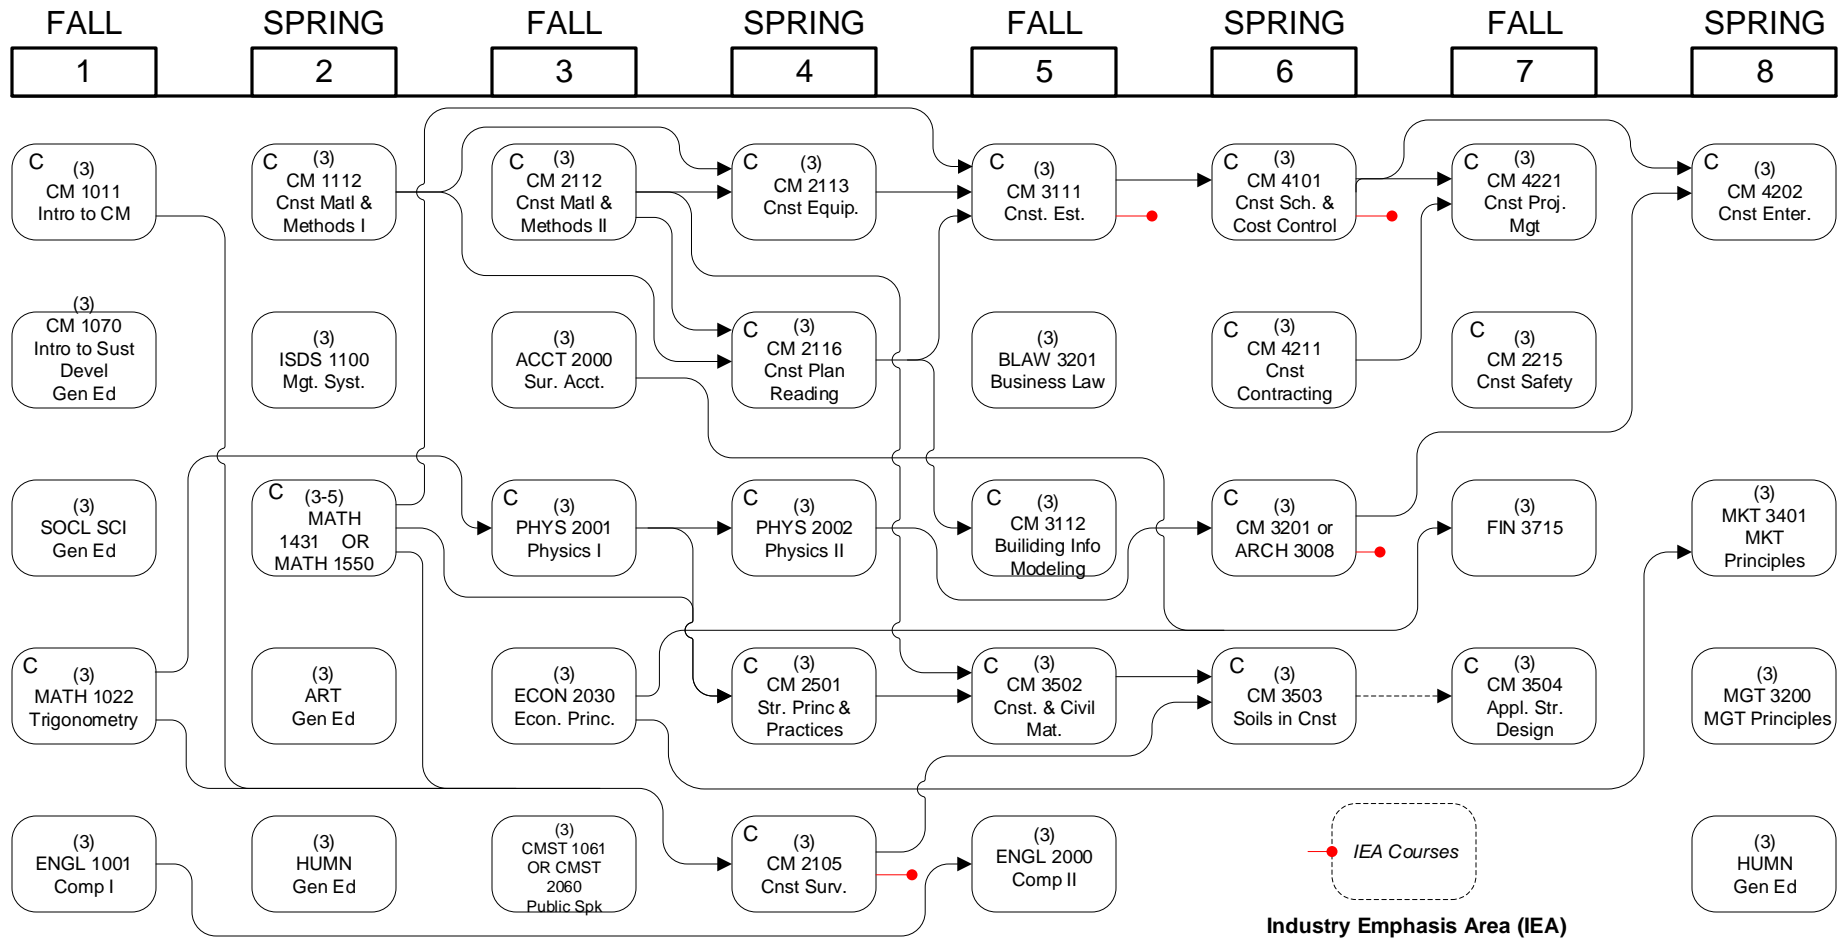 FALL
SPRING
FALL
SPRING
FALL
SPRING
FALL
SPRING
1
2
3
4
5
6
7
8
C (3)
CM 1011
Intro to CM
C (3)
CM 1112
Cnst Matl &
Methods I
C (3)
CM 2112
Cnst Matl &
Methods II
C (3)
CM 2113
Cnst Equip.
C (3)
CM 3111
Cnst. Est.
C (3)
CM 4101
Cnst Sch. &
Cost Control
C (3)
CM 4221
Cnst Proj.
Mgt
C (3)
CM 4202
Cnst Enter.
(3)
CM 1070
Intro to Sust
Devel
Gen Ed
(3)
ISDS 1100
Mgt. Syst.
(3)
ACCT 2000
Sur. Acct.
C (3)
CM 2116
Cnst Plan
Reading
(3)
BLAW 3201
Business Law
C (3)
CM 4211
Cnst
Contracting
C (3)
CM 2215
Cnst Safety
(3)
SOCL SCI
Gen Ed
C (3-5)
MATH
1431 OR
MATH 1550
C (3)
PHYS 2001
Physics I
C (3)
PHYS 2002
Physics II
C (3)
CM 3112
Builiding Info
Modeling
C (3)
CM 3201 or
ARCH 3008
(3)
FIN 3715
(3)
MKT 3401
MKT
Principles
C (3)
MATH 1022
Trigonometry
(3)
ART
Gen Ed
(3)
ECON 2030
Econ. Princ.
C (3)
CM 2501
Str. Princ &
Practices
C (3)
CM 3502
Cnst. & Civil
Mat.
C (3)
CM 3503
Soils in Cnst
C (3)
CM 3504
Appl. Str.
Design
(3)
MGT 3200
MGT Principles
(3)
ENGL 1001
Comp I
(3)
HUMN
Gen Ed
(3)
CMST 1061
OR CMST
2060
Public Spk
C (3)
CM 2105
Cnst Surv.
(3)
ENGL 2000
Comp II
IEA Courses
(3)
HUMN
Gen Ed
Industry Emphasis Area (IEA)